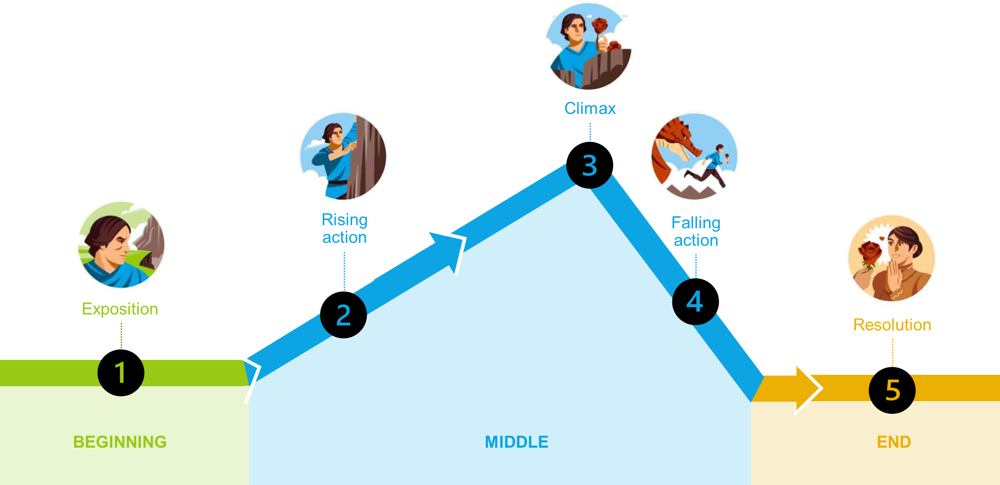 Climax
3
Rising
action
2
Falling
action
4
Exposition
1
Resolution
5
BEGINNING
MIDDLE
END